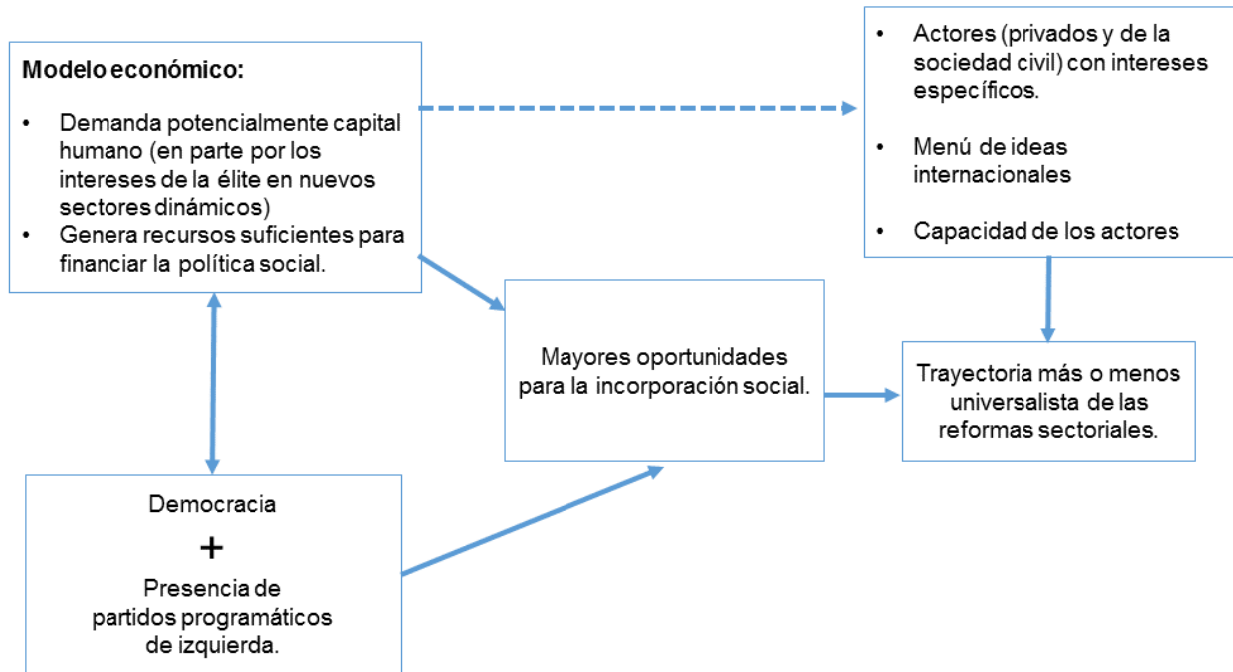 Modelo económico:
• Demanda potencialmente capital
humano (en parte por los
intereses de la élite en nuevos
sectores dinámicos)
• Genera recursos suficientes para
financiar la política social.
• Actores (privados y de la
sociedad civil) con intereses
específicos.
• Menú de ideas
internacionales
• Capacidad de los actores
Mayores oportunidades
para la incorporación social.
Trayectoria más o menos
universalista de las
reformas sectoriales.
Democracia
+
Presencia de
partidos programáticos
de izquierda.